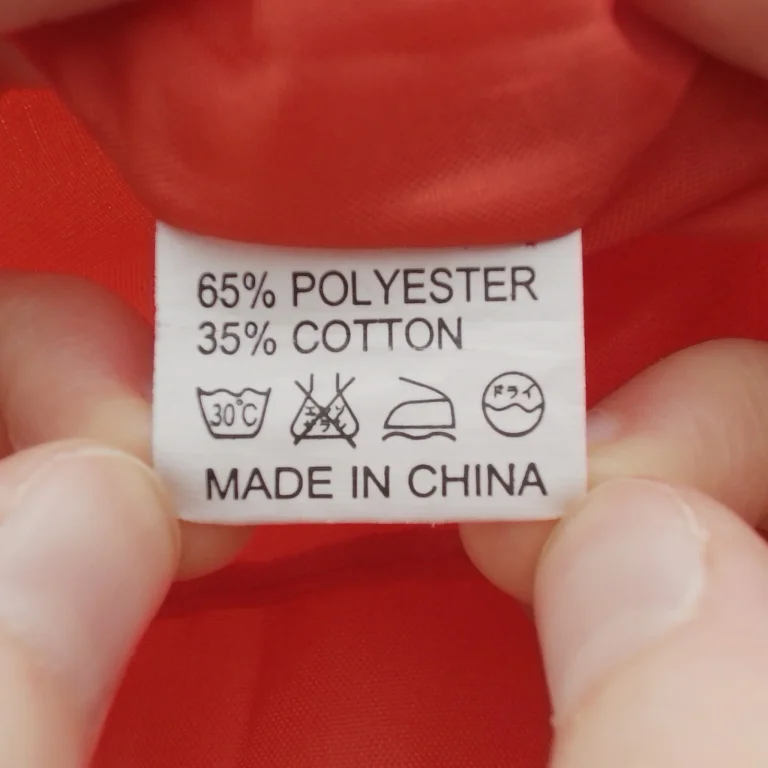 65% POLYESTER
35% COTTON
30°C ドライ
MADE IN CHINA